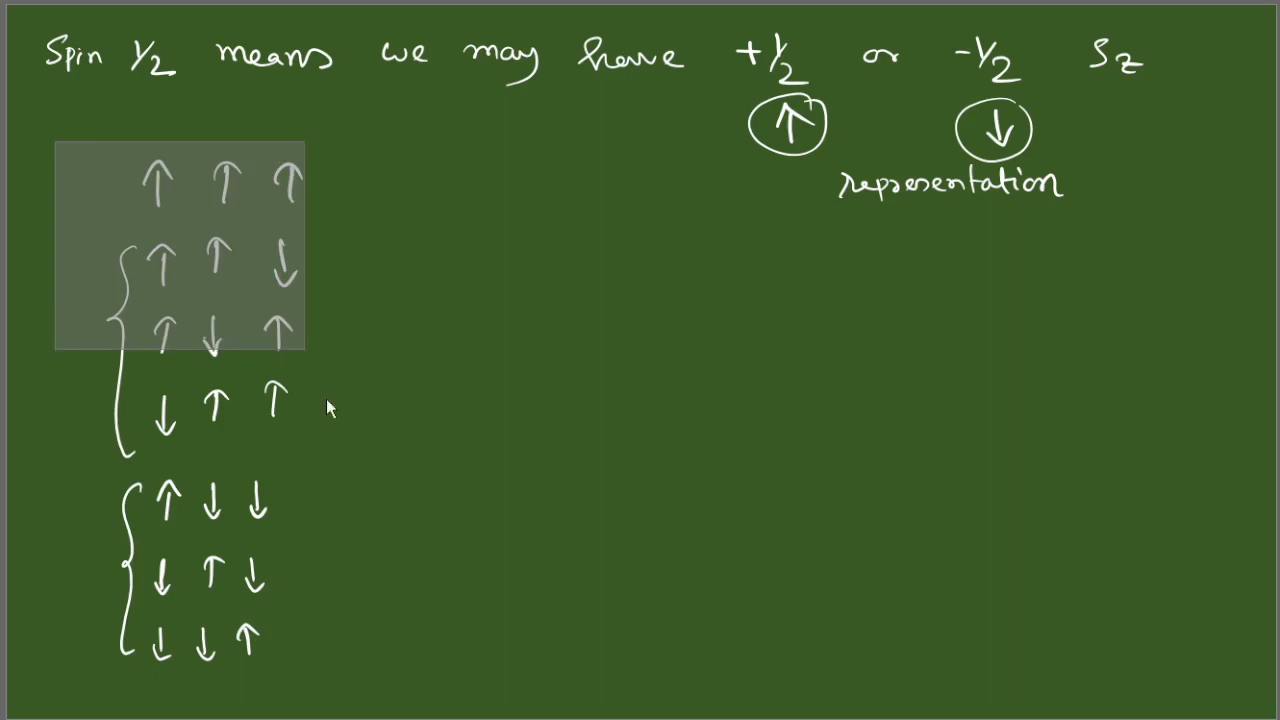 Spin 1/2 means we may have +1/2 or -1/2 Sz
↑ ↓
representation
↑ ↑ ↑
↑ ↑ ↓
↑ ↓ ↑
↓ ↑ ↑
↑ ↓ ↓
↓ ↑ ↓
↓ ↓ ↑